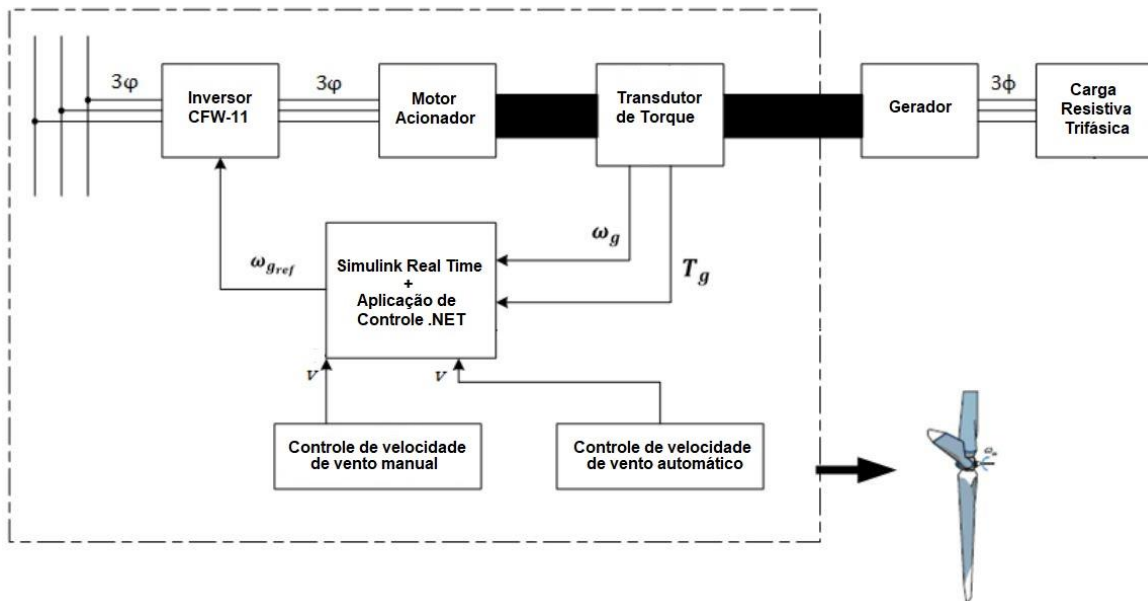 3φ
Inversor
CFW-11
3φ
Motor
Acionador
Transdutor
de Torque
Gerador
3ϕ
Carga
Resistiva
Trifásica
ω_g_ref
Simulink Real Time
+
Aplicação de
Controle .NET
ω_g
T_g
V
V
Controle de velocidade
de vento manual
Controle de velocidade
de vento automático